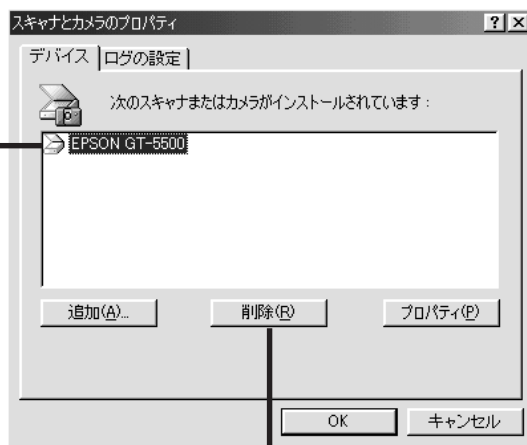 スキャナとカメラのプロパティ
デバイス ログの設定
次のスキャナまたはカメラがインストールされています：
EPSON GT-5500
追加(A)... 削除(R) プロパティ(P)
OK キャンセル